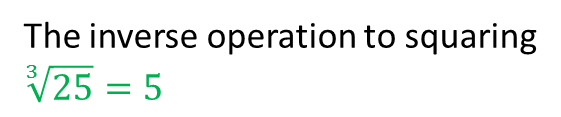 The inverse operation to squaring
∛25 = 5